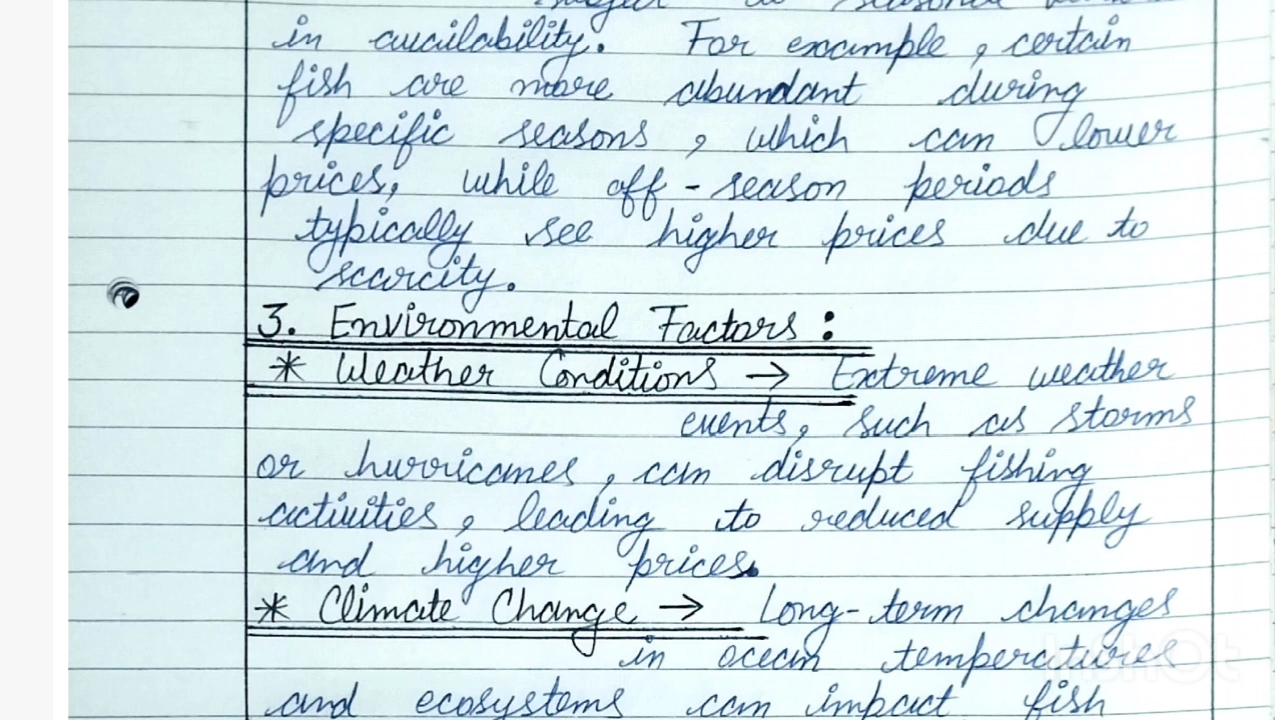 subject to seasonal
in availability. For example, certain
fish are more abundant during
specific seasons, which can lower
prices, while off-season periods
typically see higher prices due to
scarcity.
3. Environmental Factors :
* Weather Conditions → Extreme weather
events, such as storms
or hurricanes, can disrupt fishing
activities, leading to reduced supply
and higher prices.
* Climate Change → Long-term changes
in ocean temperatures
and ecosystems can impact fish